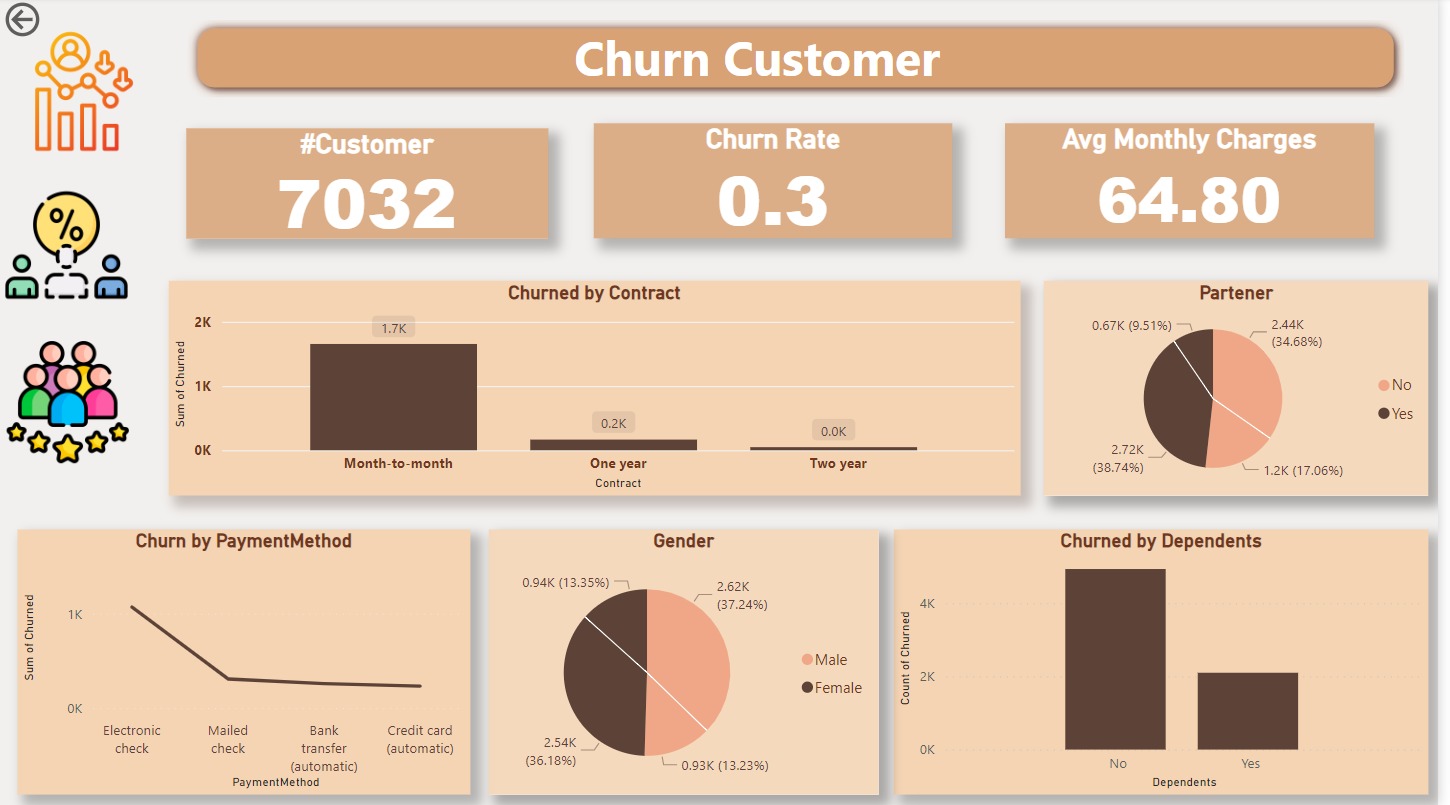 Churn Customer
#Customer
7032
Churn Rate
0.3
Avg Monthly Charges
64.80
%
Churned by Contract
Sum of Churned
2K
1K
0K
1.7K
0.2K
0.0K
Month-to-month
One year
Two year
Contract
Partener
0.67K (9.51%)
2.44K
(34.68%)
2.72K
(38.74%)
1.2K (17.06%)
No
Yes
Churn by PaymentMethod
Sum of Churned
1K
0K
Electronic
check
Mailed
check
Bank
transfer
(automatic)
Credit card
(automatic)
PaymentMethod
Gender
0.94K (13.35%)
2.62K
(37.24%)
2.54K
(36.18%)
0.93K (13.23%)
Male
Female
Churned by Dependents
Count of Churned
4K
2K
0K
No
Yes
Dependents